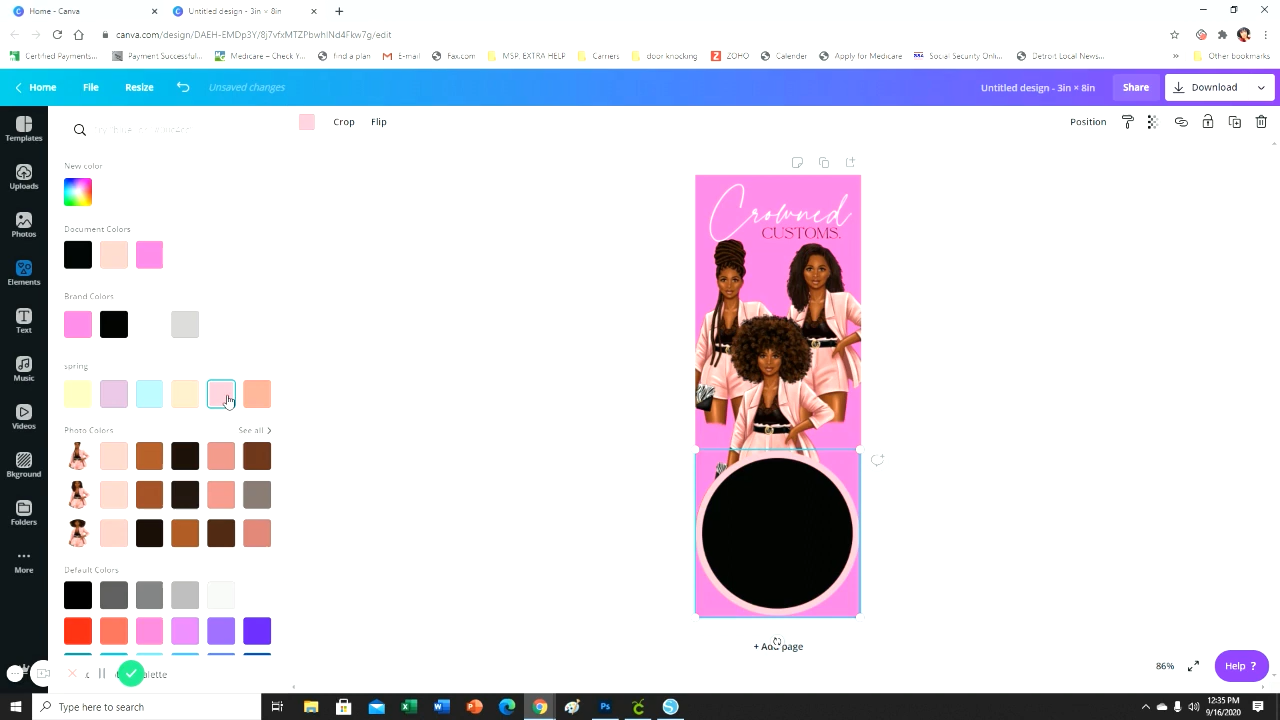 Home - Canva
Untitled design - 3in × 8in
canva.com/design/DAEH-EMDp3Y/8j7vfxMTZPbwhINd4Fkw7g/edit
Certified Payments...
Payment Successful...
Medicare – Check Y...
find a plan
E-mail
Fax.com
MSP: EXTRA HELP
Carriers
door knocking
ZOHO
Calender
Apply for Medicare
Social Security Onl...
Detroit Local News...
Other bookmarks
Home
File
Resize
Unsaved changes
Untitled design - 3in × 8in
Share
Download
Templates
Uploads
Photos
Elements
Text
Music
Videos
Bkground
Folders
More
Crop
Flip
Position
New color
Document Colors
Brand Colors
spring
Photo Colors
See all
Default Colors
Crowned
CUSTOMS.
page
86%
Help ?
Type here to search
12:35 PM
9/16/2020